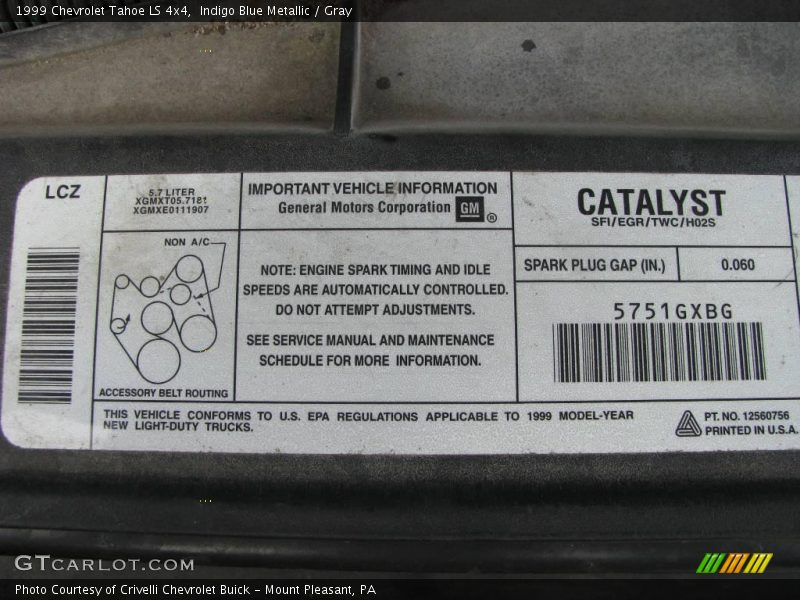 1999 Chevrolet Tahoe LS 4x4,  Indigo Blue Metallic / Gray
LCZ
5.7 LITER
XGMXT05.7181
XGMXE0111907
NON A/C
ACCESSORY BELT ROUTING
IMPORTANT VEHICLE INFORMATION
General Motors Corporation GM ®
NOTE: ENGINE SPARK TIMING AND IDLE
SPEEDS ARE AUTOMATICALLY CONTROLLED.
DO NOT ATTEMPT ADJUSTMENTS.
SEE SERVICE MANUAL AND MAINTENANCE
SCHEDULE FOR MORE INFORMATION.
CATALYST
SFI/EGR/TWC/HO2S
SPARK PLUG GAP (IN.) 0.060
5751GXBG
THIS VEHICLE CONFORMS TO U.S. EPA REGULATIONS APPLICABLE TO 1999 MODEL-YEAR
NEW LIGHT-DUTY TRUCKS.
PT. NO. 12560756
PRINTED IN U.S.A.
GTCARLOT.COM
Photo Courtesy of Crivelli Chevrolet Buick - Mount Pleasant, PA